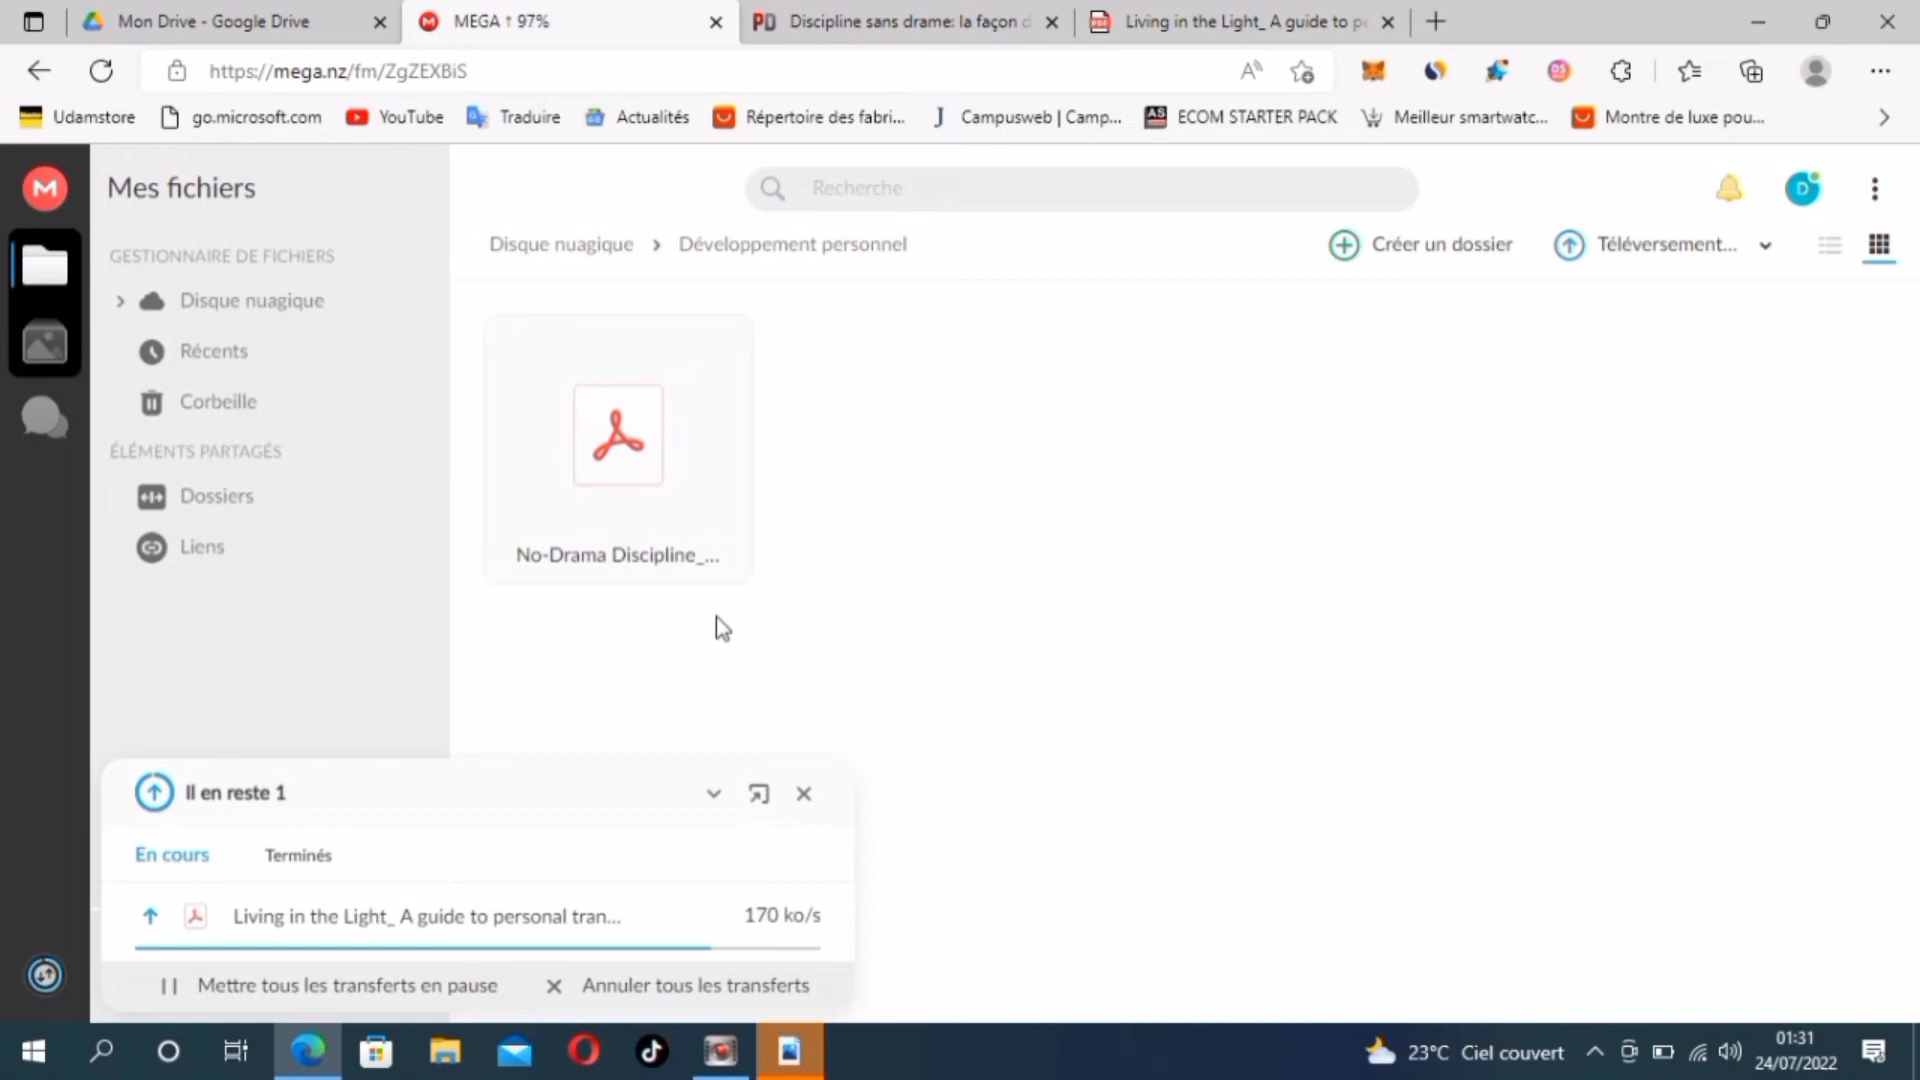 Mon Drive - Google Drive
MEGA ↑ 97%
Discipline sans drame: la façon d
Living in the Light_ A guide to pe
https://mega.nz/fm/ZgZEXBiS
Udamstore
go.microsoft.com
YouTube
Traduire
Actualités
Répertoire des fabri...
Campusweb | Camp...
ECOM STARTER PACK
Meilleur smartwatc...
Montre de luxe pou...
Mes fichiers
Recherche
D
GESTIONNAIRE DE FICHIERS
Disque nuagique
Récents
Corbeille
ÉLÉMENTS PARTAGÉS
Dossiers
Liens
Disque nuagique > Développement personnel
Créer un dossier
Téléversement...
No-Drama Discipline_...
Il en reste 1
En cours
Terminés
Living in the Light_ A guide to personal tran...
170 ko/s
Mettre tous les transferts en pause
Annuler tous les transferts
23°C Ciel couvert
01:31
24/07/2022